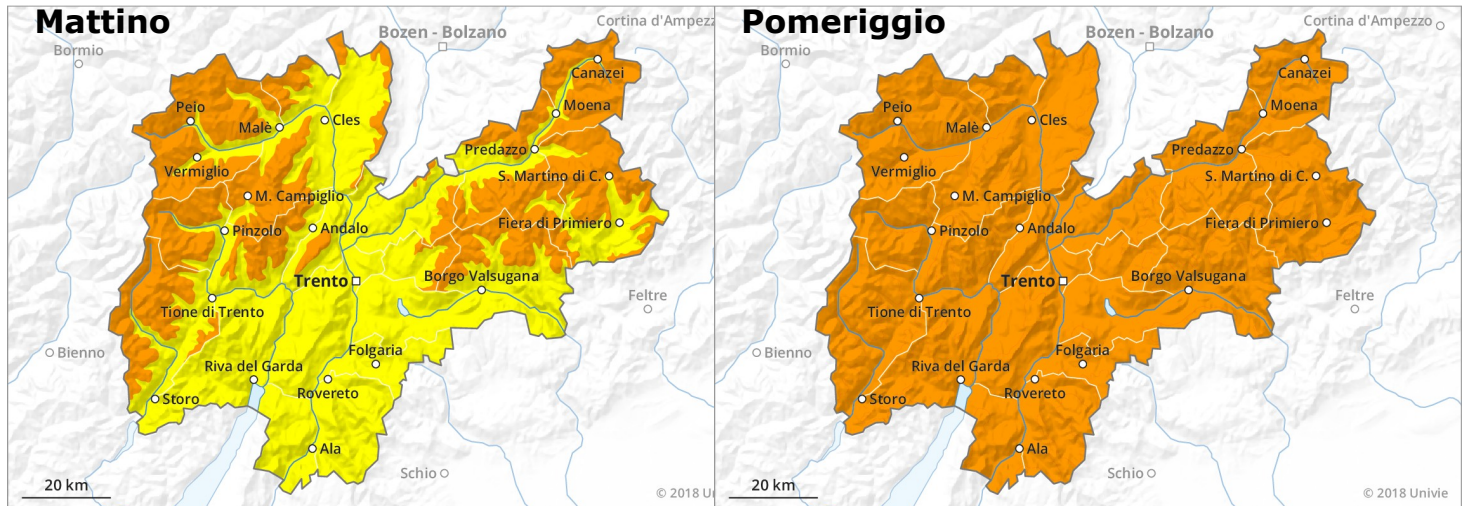 Mattino
Cortina d'Ampezz
Bozen - Bolzano
Bormio
Canazei
Peio
Moena
Malè
Cles
Predazzo
Vermiglio
S. Martino di C.
M. Campiglio
Pinzolo
Andalo
Fiera di Primiero
Trento
Borgo Valsugana
Feltre
Tione di Trento
Bienno
Folgaria
Riva del Garda
Rovereto
Storo
Ala
Schio
20 km
© 2018 Un
Pomeriggio
Cortina d'Ampezzo
Bozen - Bolzano
Bormio
Canazei
Peio
Moena
Malè
Cles
Predazzo
Vermiglio
S. Martino di C.
M. Campiglio
Pinzolo
Andalo
Fiera di Primiero
Trento
Borgo Valsugana
Feltre
Tione di Trento
Bienno
Folgaria
Riva del Garda
Rovereto
Storo
Ala
Schio
20 km
© 2018 Univie